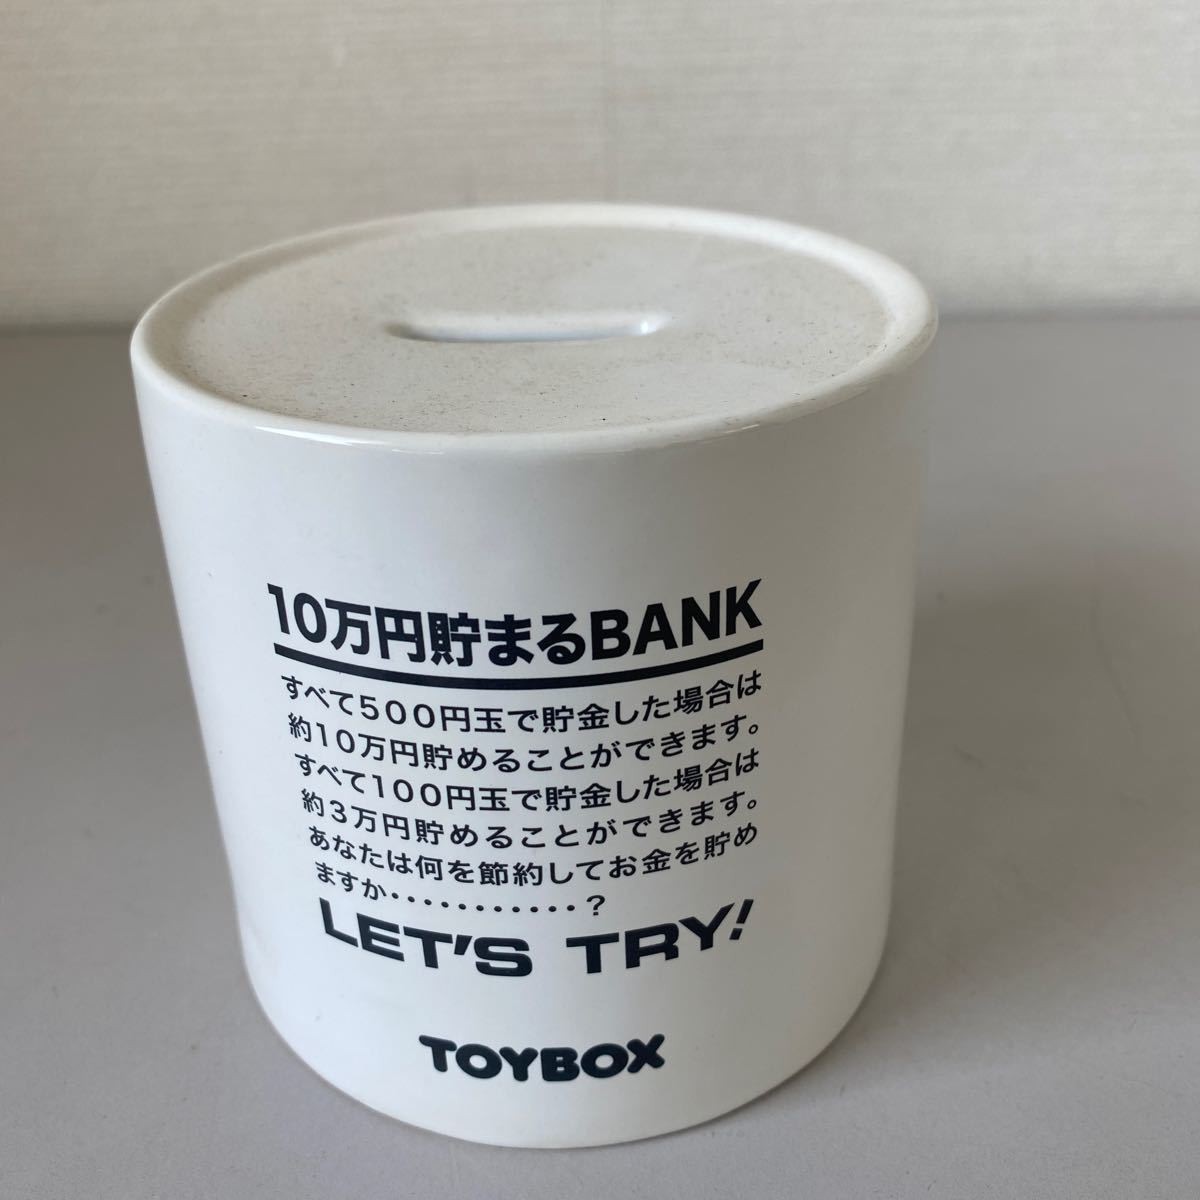 10万円貯まるBANK
すべて500円玉で貯金した場合は
約10万円貯めることができます。
すべて100円玉で貯金した場合は
約3万円貯めることができます。
あなたは何を節約してお金を貯め
ますか・・・・・・・・・・・・?
LET'S TRY!
TOYBOX